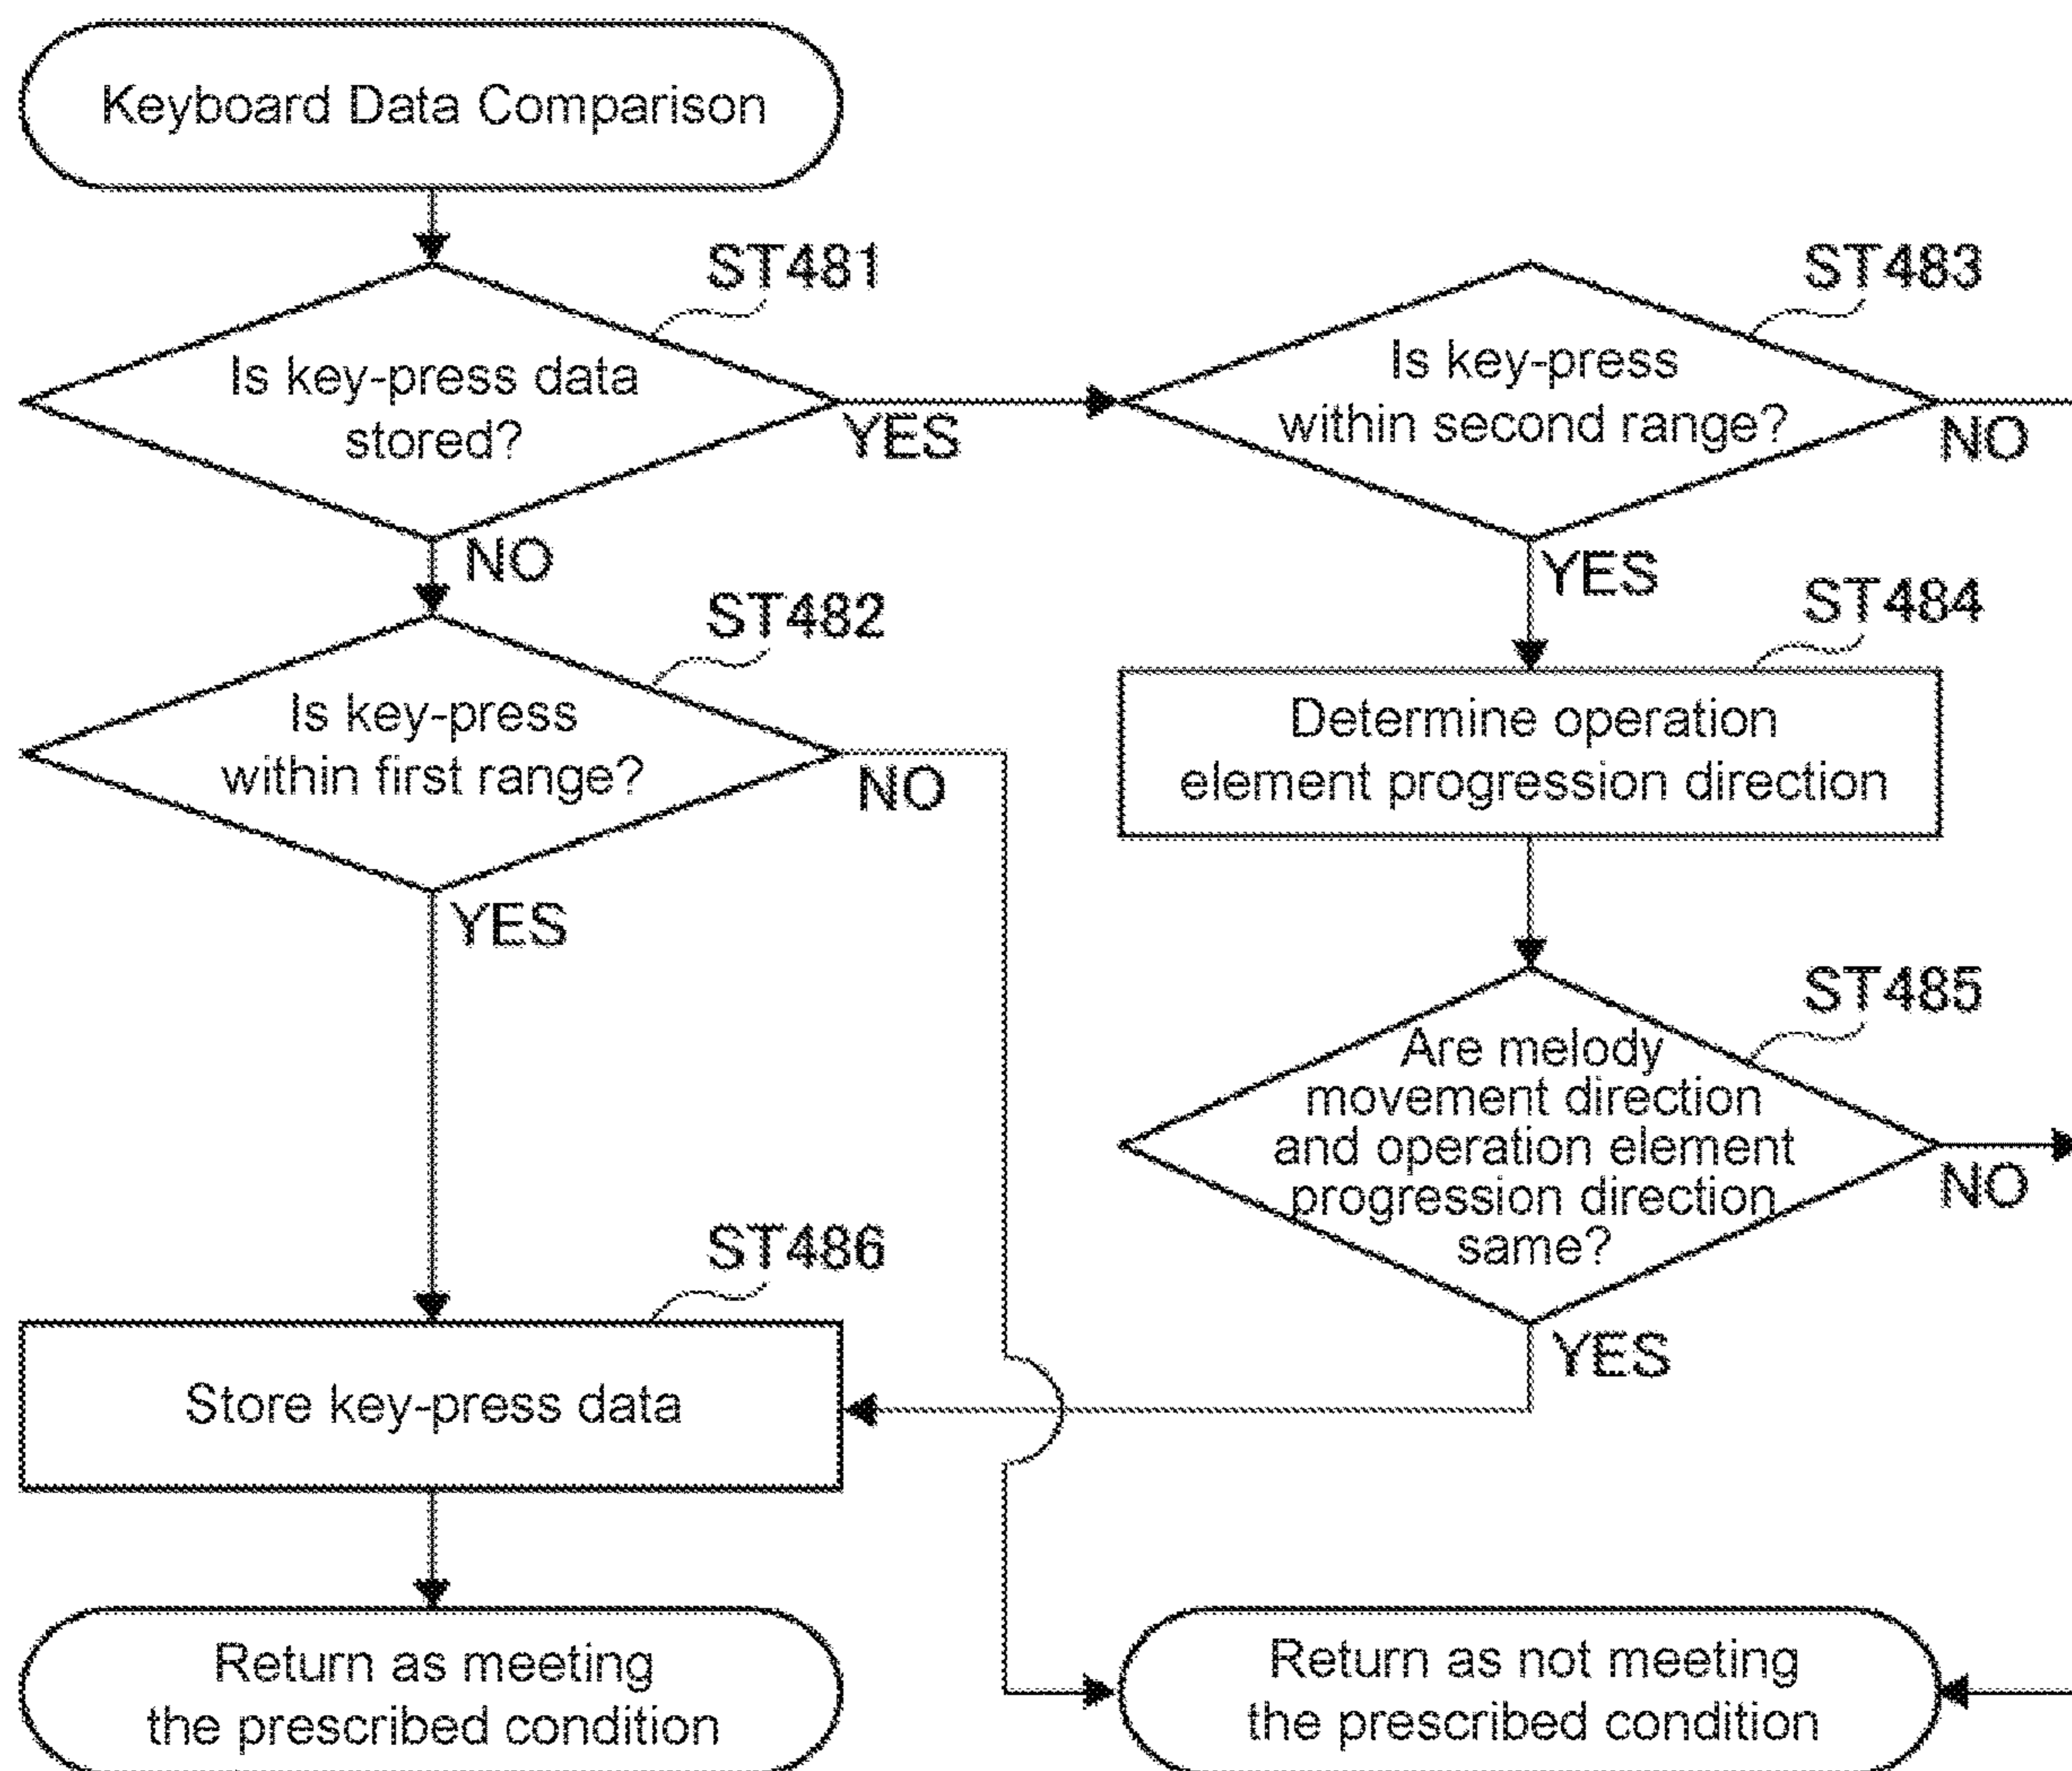 Keyboard Data Comparison
ST481
Is key-press data
stored?
YES
NO
ST483
Is key-press
within second range?
NO
YES
ST482
Is key-press
within first range?
NO
YES
ST484
Determine operation
element progression direction
ST485
Are melody
movement direction
and operation element
progression direction
same?
NO
YES
ST486
Store key-press data
Return as meeting
the prescribed condition
Return as not meeting
the prescribed condition